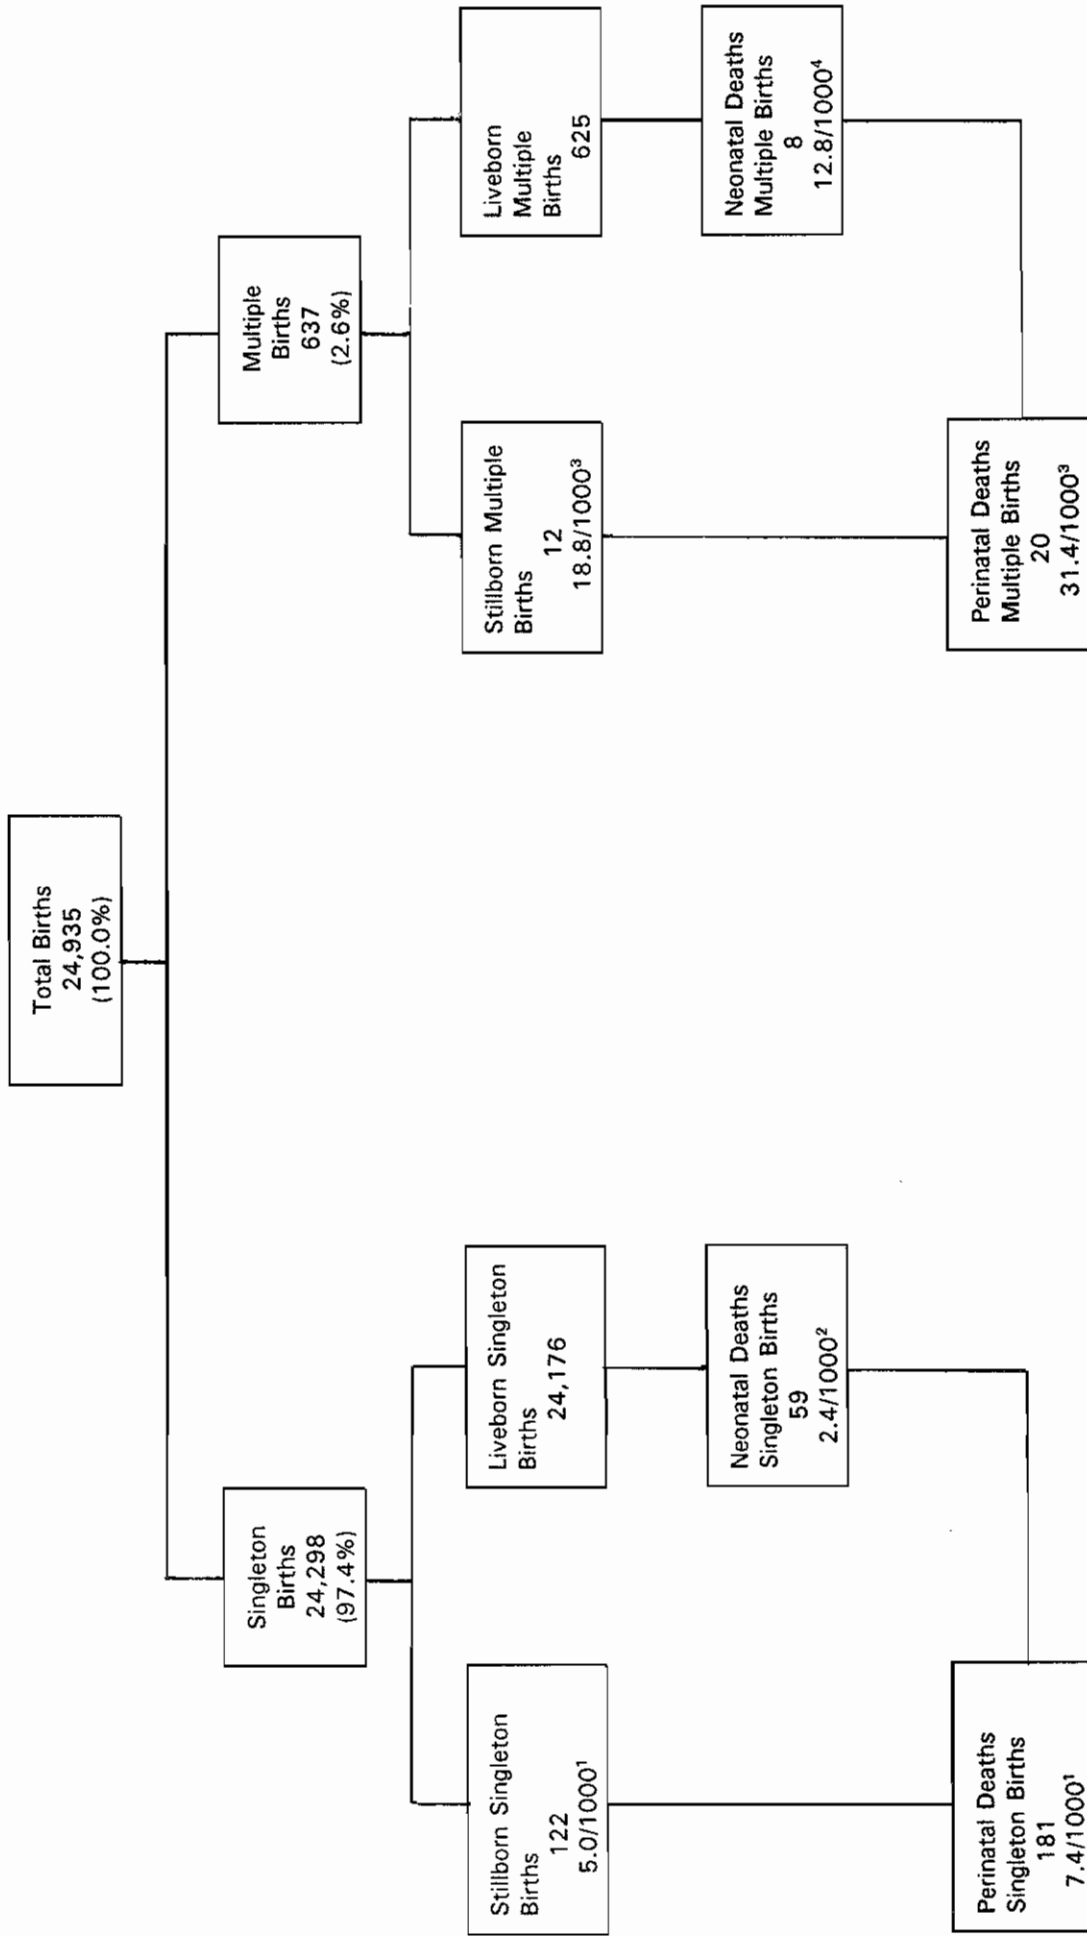 Total Births
24,935
(100.0%)
Singleton
Births
24,298
(97.4%)
Multiple
Births
637
(2.6%)
Stillborn Singleton
Births
122
5.0/1000¹
Liveborn Singleton
Births
24,176
Stillborn Multiple
Births
12
18.8/1000³
Liveborn
Multiple
Births
625
Neonatal Deaths
Singleton Births
59
2.4/1000²
Neonatal Deaths
Multiple Births
8
12.8/1000⁴
Perinatal Deaths
Singleton Births
181
7.4/1000¹
Perinatal Deaths
Multiple Births
20
31.4/1000³